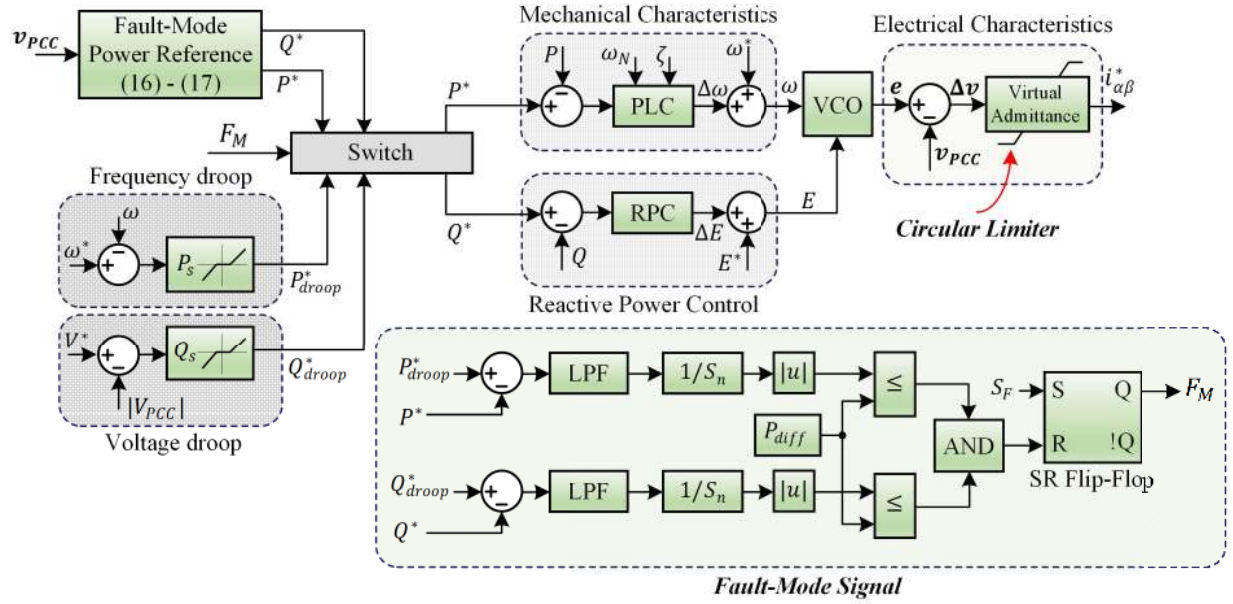 v_PCC
Fault-Mode
Power Reference
(16) - (17)
Q*
P*
F_M
Switch
Frequency droop
ω
ω*
P_s
P*_droop
V*
Q_s
Q*_droop
|V_PCC|
Voltage droop
Mechanical Characteristics
P
ω_N
ζ
ω*
P*
PLC
Δω
ω
VCO
Electrical Characteristics
e
Δv
Virtual
Admittance
i*_αβ
v_PCC
Circular Limiter
Q*
RPC
ΔE
E
Q
E*
Reactive Power Control
P*_droop
P*
LPF
1/S_n
|u|
≤
P_diff
AND
S_F
S
Q
F_M
R
!Q
SR Flip-Flop
Q*_droop
Q*
LPF
1/S_n
|u|
≤
Fault-Mode Signal